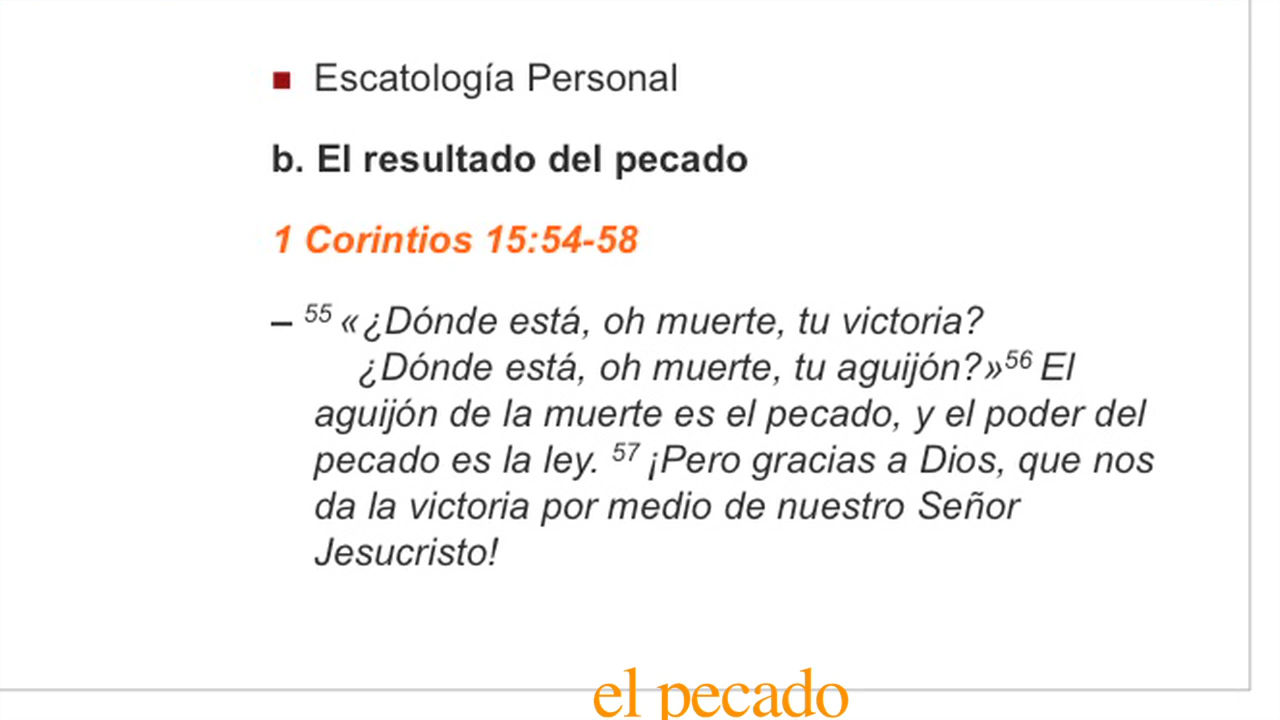 ■ Escatología Personal
b. El resultado del pecado
1 Corintios 15:54-58
– 55 «¿Dónde está, oh muerte, tu victoria?
¿Dónde está, oh muerte, tu aguijón?»56 El
aguijón de la muerte es el pecado, y el poder del
pecado es la ley. 57 ¡Pero gracias a Dios, que nos
da la victoria por medio de nuestro Señor
Jesucristo!
el pecado